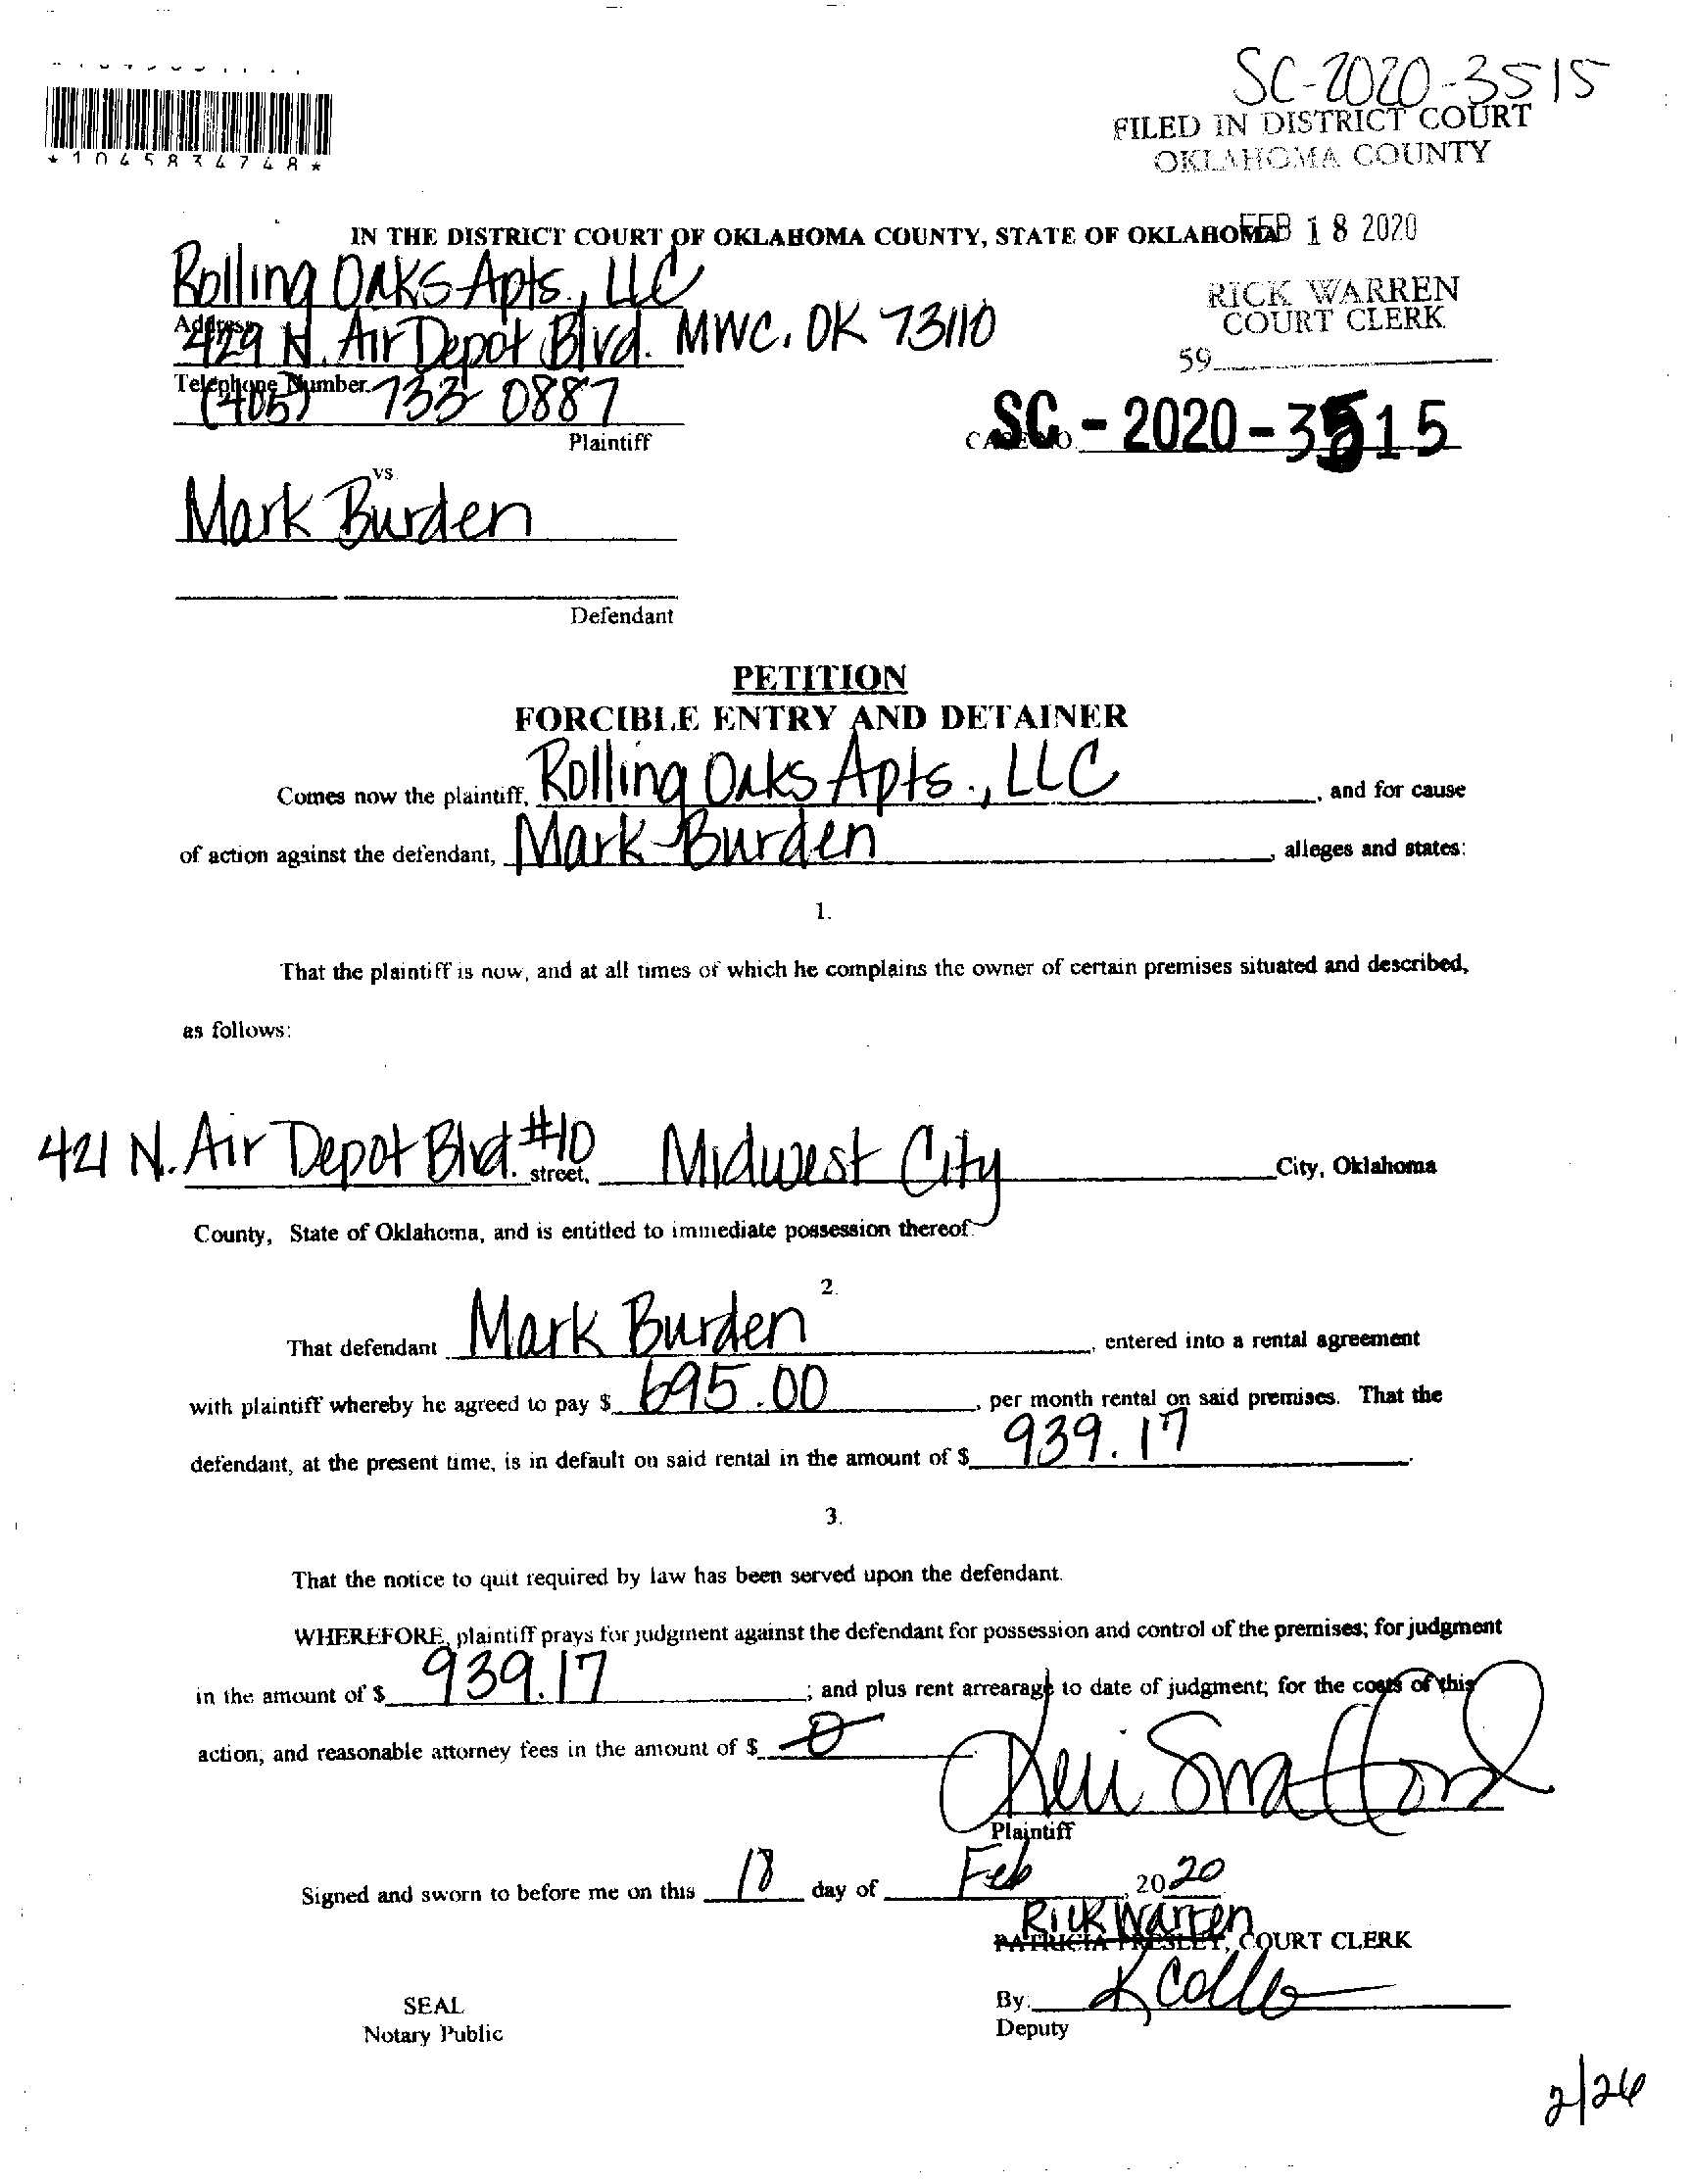 SC-2020-3515
FILED IN DISTRICT COURT
OKLAHOMA COUNTY
*1045834748*
FEB 18 2020
IN THE DISTRICT COURT OF OKLAHOMA COUNTY, STATE OF OKLAHOMA
Rolling Oaks Apts., LLC
RICK WARREN
COURT CLERK
Address
429 N. Air Depot Blvd. MWC, OK 73110
59
Telephone Number
(405) 733 0887
Plaintiff
CASE NO. SC - 2020 - 3515
vs.
Mark Burden
Defendant
PETITION
FORCIBLE ENTRY AND DETAINER
Comes now the plaintiff, Rolling Oaks Apts., LLC, and for cause
of action against the defendant, Mark Burden, alleges and states:
1.
That the plaintiff is now, and at all times of which he complains the owner of certain premises situated and described,
as follows:
421 N. Air Depot Blvd. #10 street, Midwest City City, Oklahoma
County, State of Oklahoma, and is entitled to immediate possession thereof.
2.
That defendant Mark Burden, entered into a rental agreement
with plaintiff whereby he agreed to pay $ 695.00, per month rental on said premises. That the
defendant, at the present time, is in default on said rental in the amount of $ 939.17.
3.
That the notice to quit required by law has been served upon the defendant.
WHEREFORE, plaintiff prays for judgment against the defendant for possession and control of the premises; for judgment
in the amount of $ 939.17; and plus rent arrearage to date of judgment; for the costs of this
action; and reasonable attorney fees in the amount of $ 0.
Plaintiff
Signed and sworn to before me on this 18 day of Feb, 2020
Rick Warren
PATRICIA PRESLEY, COURT CLERK
By:
Deputy
SEAL
Notary Public
2/26